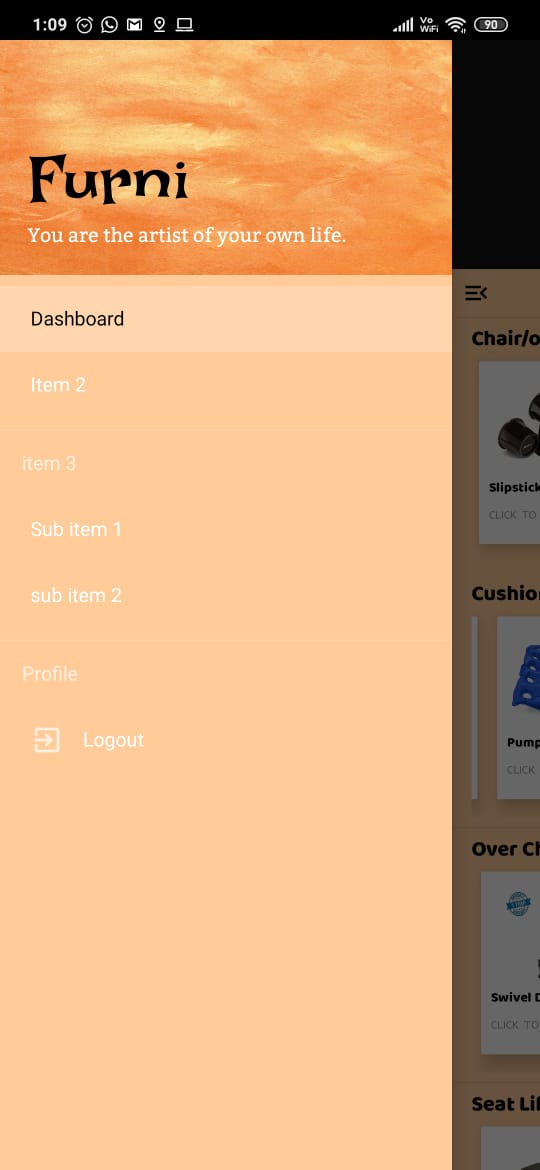 1:09
Vo
WiFi
90
Furni
You are the artist of your own life.
Dashboard
Item 2
item 3
Sub item 1
sub item 2
Profile
Logout
Chair/o
Slipstick
CLICK TO
Cushion
Pump
CLICK
Over Ch
Swivel D
CLICK TO
Seat Lif